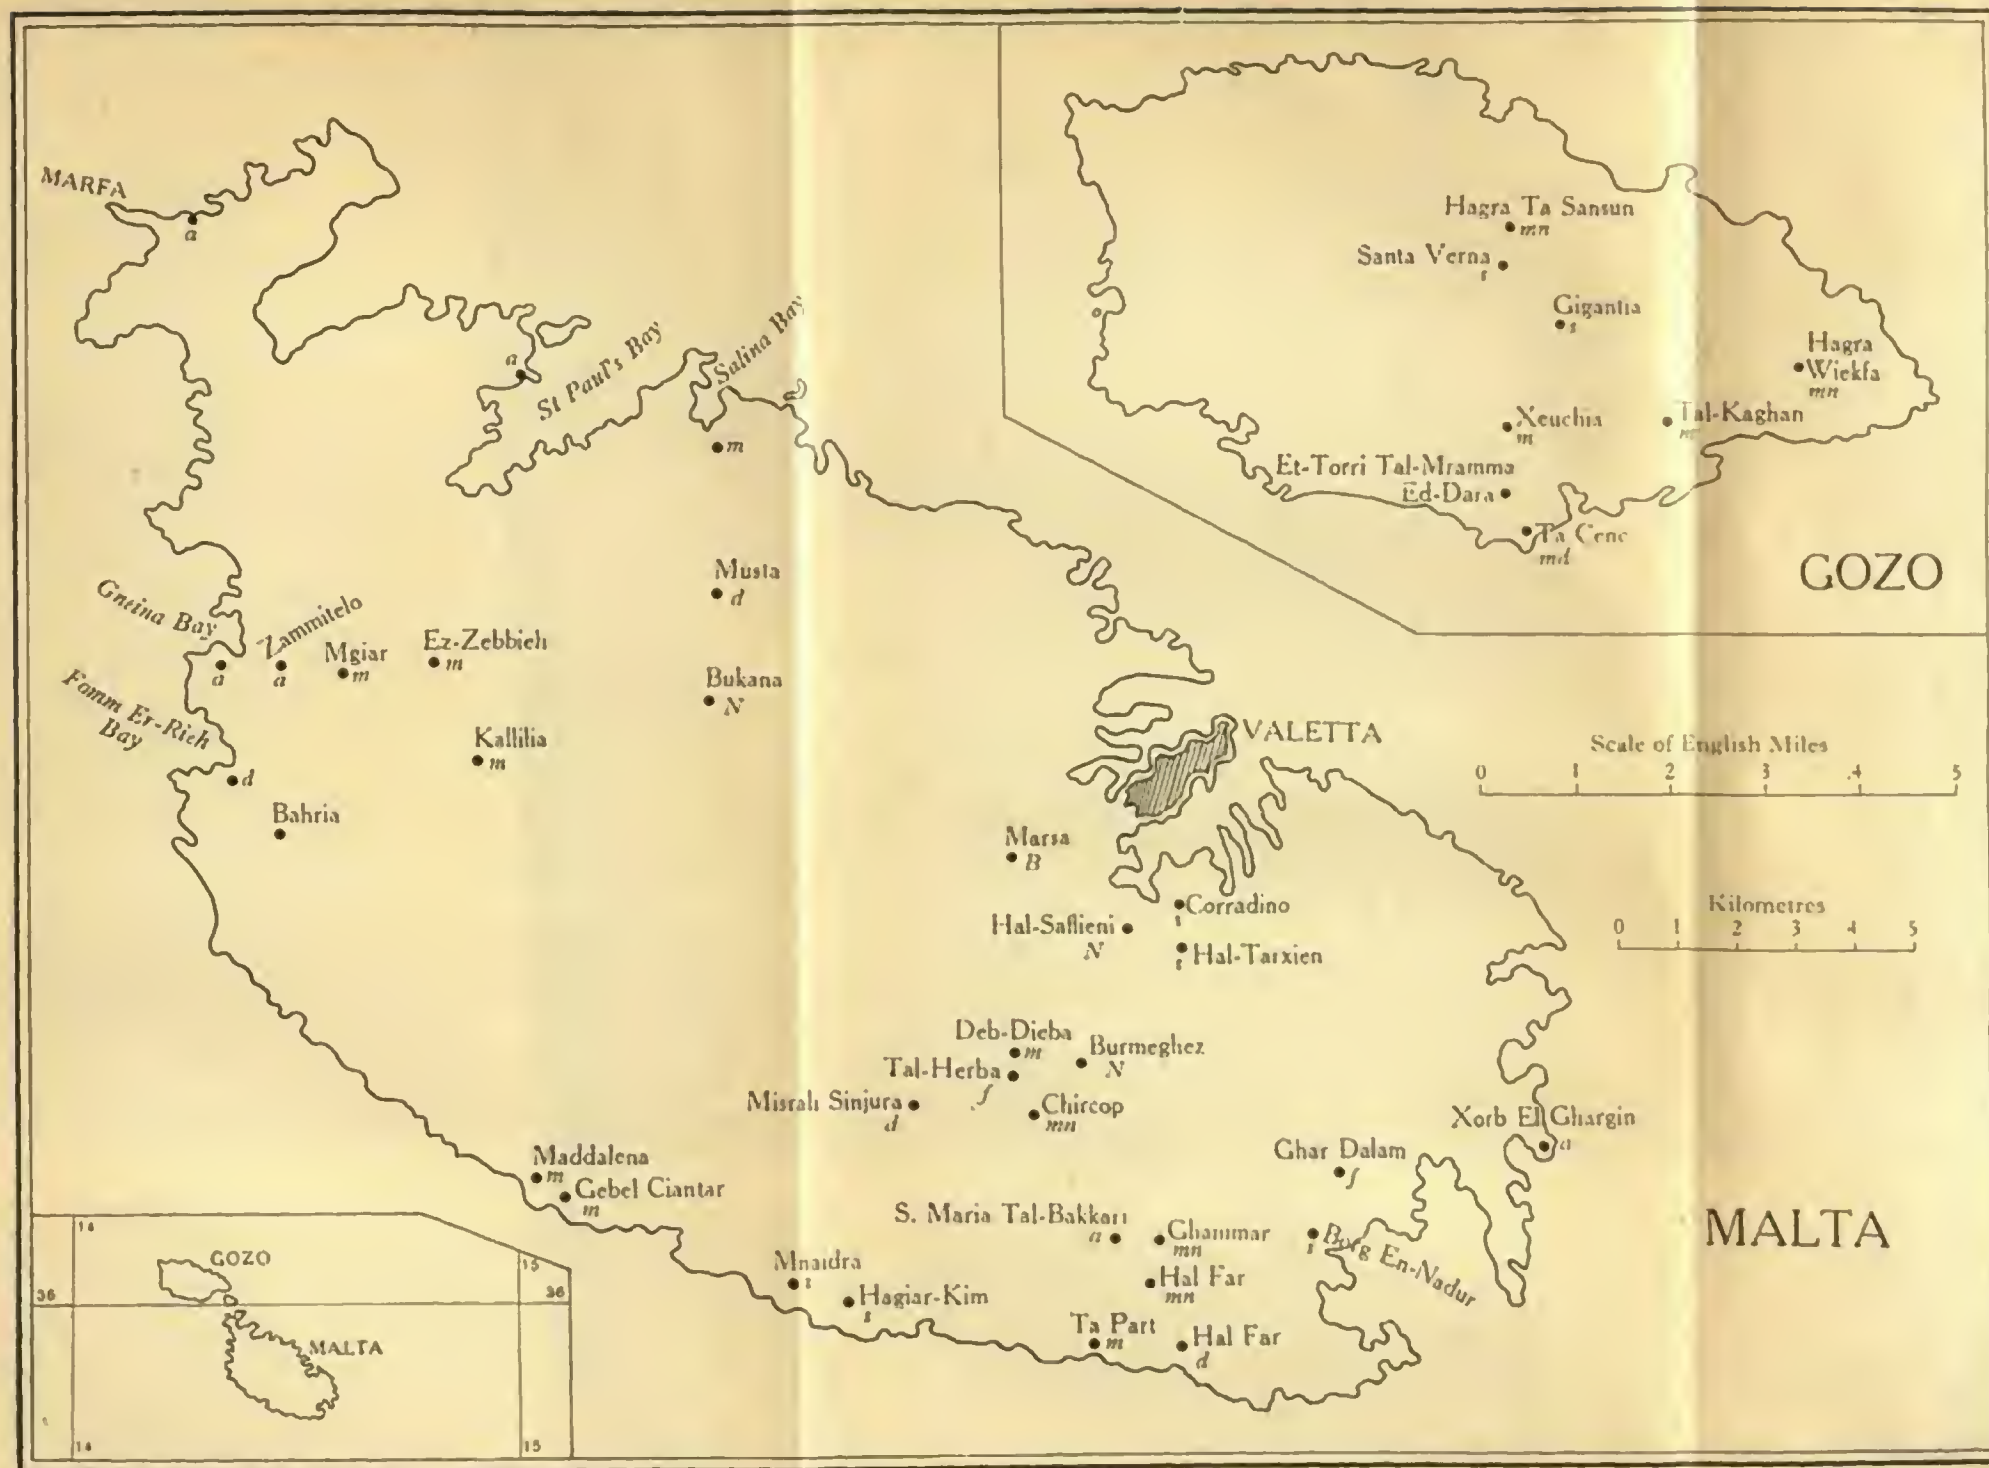 MARFA
a
a
St Paul's Bay
Salina Bay
m
Musta
d
Gneina Bay
a
Zammitelo
a
Mgiar
m
Ez-Zebbieh
m
Bukana
N
Fomm Er-Rieh
Bay
d
Kallilia
m
Bahria
VALETTA
Marsa
B
Corradino
s
Hal-Saflieni
N
Hal-Tarxien
s
Deb-Dieba
m
Burmeghez
N
Tal-Herba
f
Misrah Sinjura
d
Chircop
mn
Maddalena
m
Gebel Ciantar
m
Xorb El Ghargin
a
Ghar Dalam
f
S. Maria Tal-Bakkari
a
Ghammar
mn
Borg En-Nadur
s
Mnaidra
s
Hagiar-Kim
s
Hal Far
mn
Ta Part
m
Hal Far
d
MALTA
Hagra Ta Sansun
mn
Santa Verna
s
Gigantia
s
Hagra
Wiekfa
mn
Xeuchia
m
Tal-Kaghan
Et-Torri Tal-Mramma
Ed-Dara
Ta Cenc
md
GOZO
Scale of English Miles
0 1 2 3 4 5
Kilometres
0 1 2 3 4 5
14
15
GOZO
36
36
MALTA
14
15